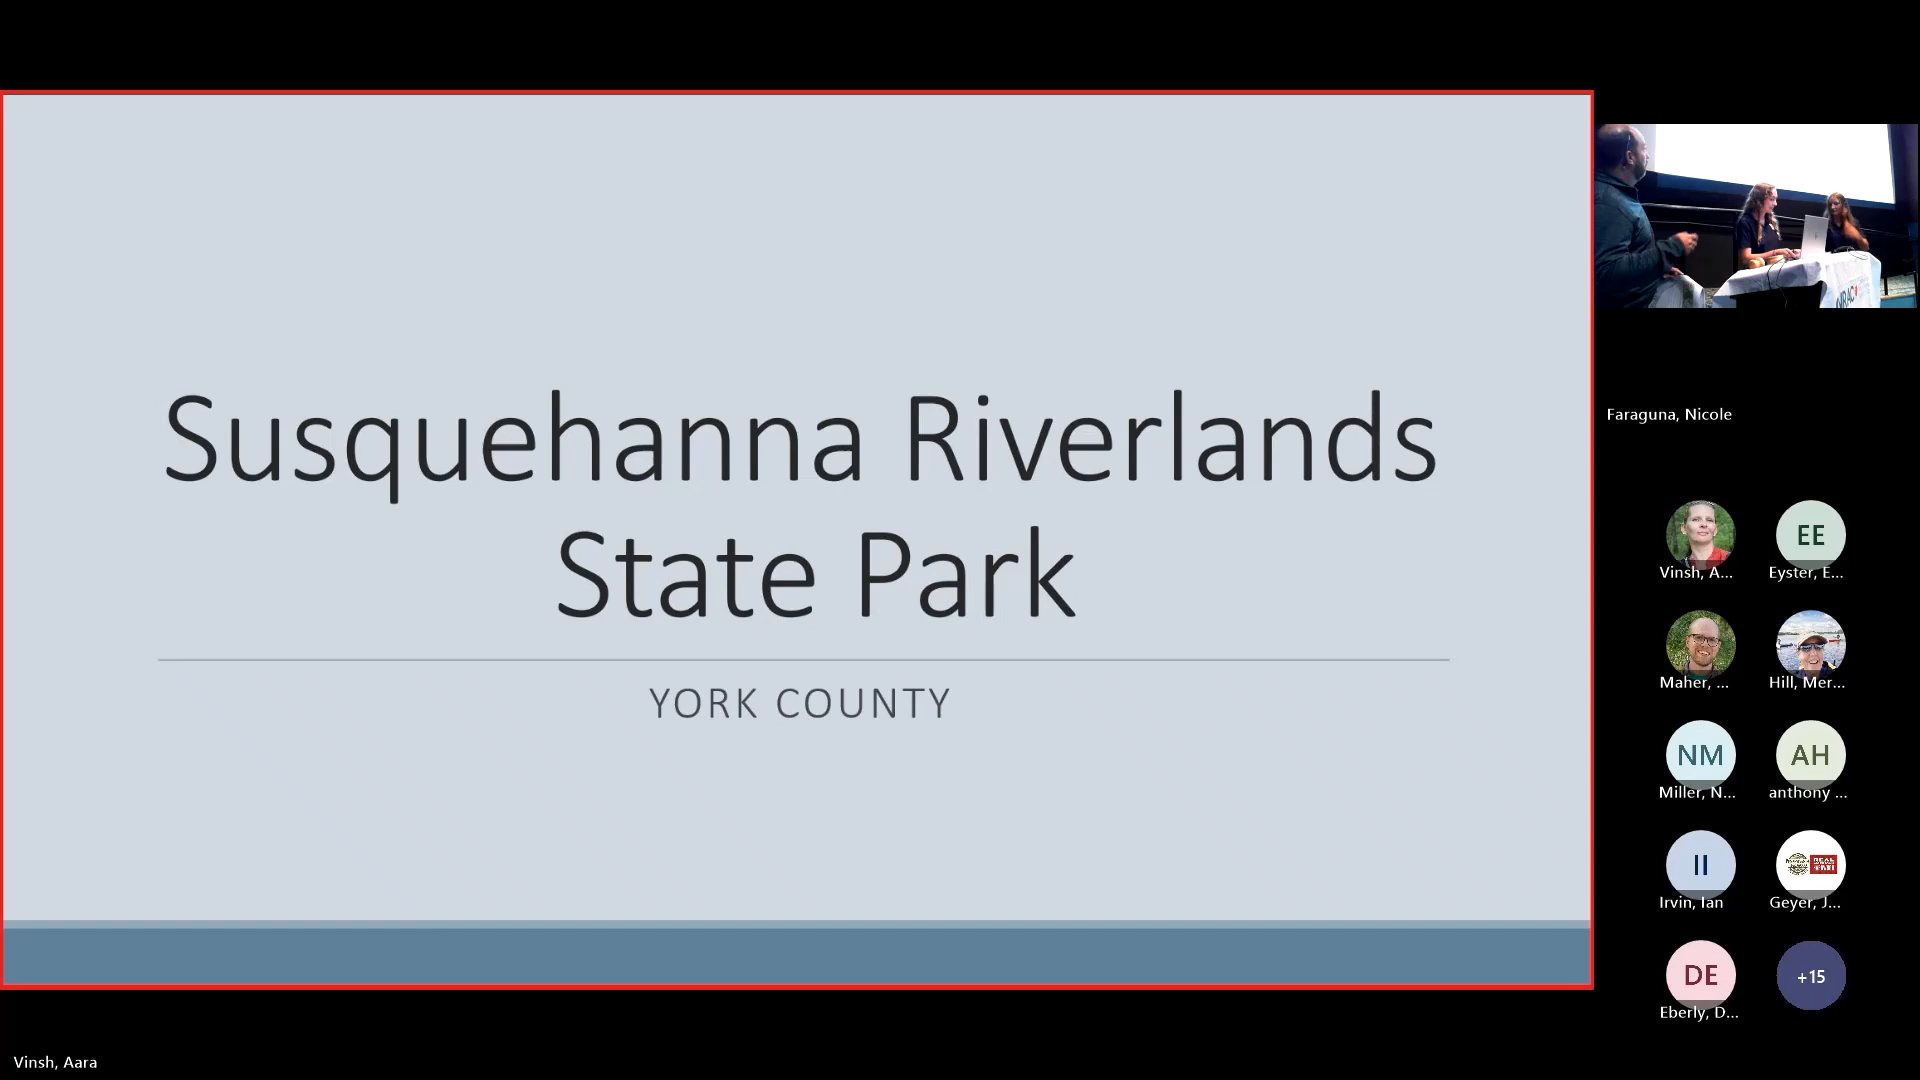 Susquehanna Riverlands
State Park
YORK COUNTY
Faraguna, Nicole
Vinsh, A...
EE
Eyster, E...
Maher, ...
Hill, Mer...
NM
Miller, N...
AH
anthony ...
II
Irvin, Ian
Geyer, J...
DE
Eberly, D...
+15
Vinsh, Aara